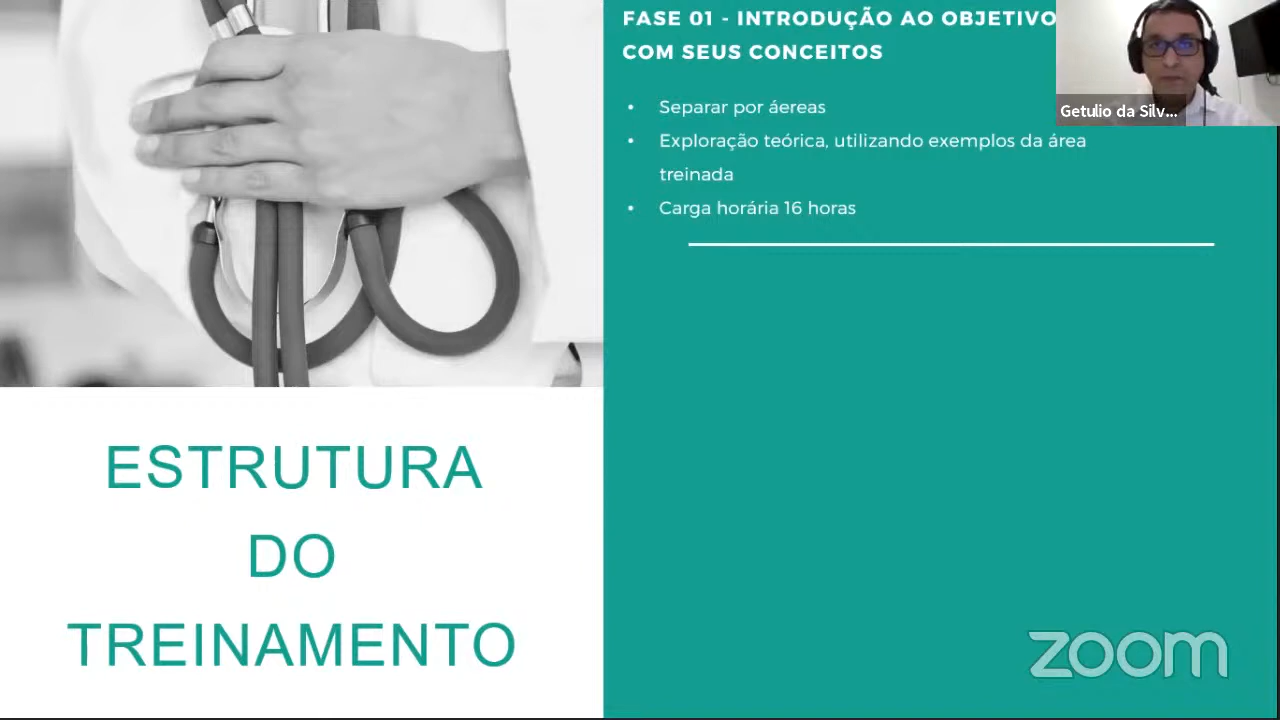 FASE 01 - INTRODUÇÃO AO OBJETIVO
COM SEUS CONCEITOS
• Separar por áereas
• Exploração teórica, utilizando exemplos da área
treinada
• Carga horária 16 horas
Getulio da Silv...
ESTRUTURA
DO
TREINAMENTO
zoom